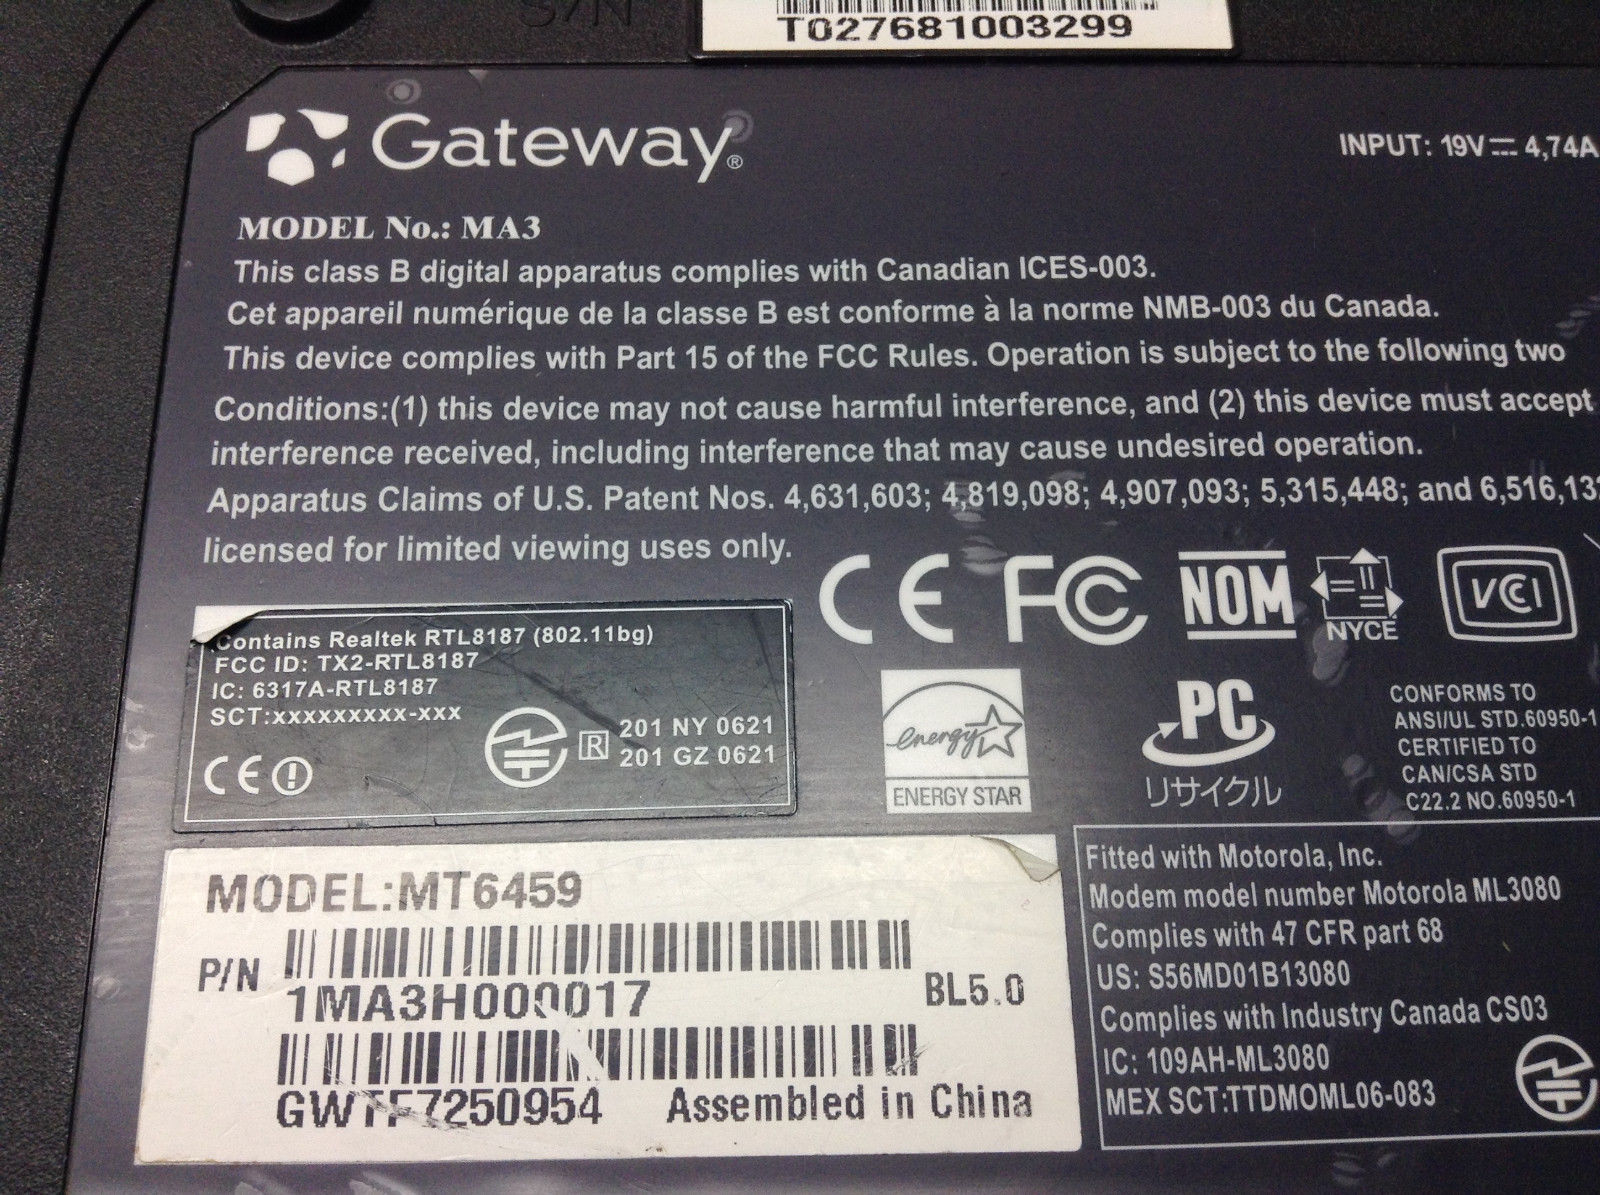 S/N
T027681003299
Gateway®
INPUT: 19V⎓ 4,74A
MODEL No.: MA3
This class B digital apparatus complies with Canadian ICES-003.
Cet appareil numérique de la classe B est conforme à la norme NMB-003 du Canada.
This device complies with Part 15 of the FCC Rules. Operation is subject to the following two
Conditions:(1) this device may not cause harmful interference, and (2) this device must accept
interference received, including interference that may cause undesired operation.
Apparatus Claims of U.S. Patent Nos. 4,631,603; 4,819,098; 4,907,093; 5,315,448; and 6,516,132
licensed for limited viewing uses only.
CE FC NOM NYCE VCI
Contains Realtek RTL8187 (802.11bg)
FCC ID: TX2-RTL8187
IC: 6317A-RTL8187
SCT:xxxxxxxxx-xxx
CE
R 201 NY 0621
201 GZ 0621
energy
ENERGY STAR
PC
リサイクル
CONFORMS TO
ANSI/UL STD.60950-1
CERTIFIED TO
CAN/CSA STD
C22.2 NO.60950-1
MODEL:MT6459
P/N
1MA3H000017
BL5.0
GWTF7250954
Assembled in China
Fitted with Motorola, Inc.
Modem model number Motorola ML3080
Complies with 47 CFR part 68
US: S56MD01B13080
Complies with Industry Canada CS03
IC: 109AH-ML3080
MEX SCT:TTDMOML06-083